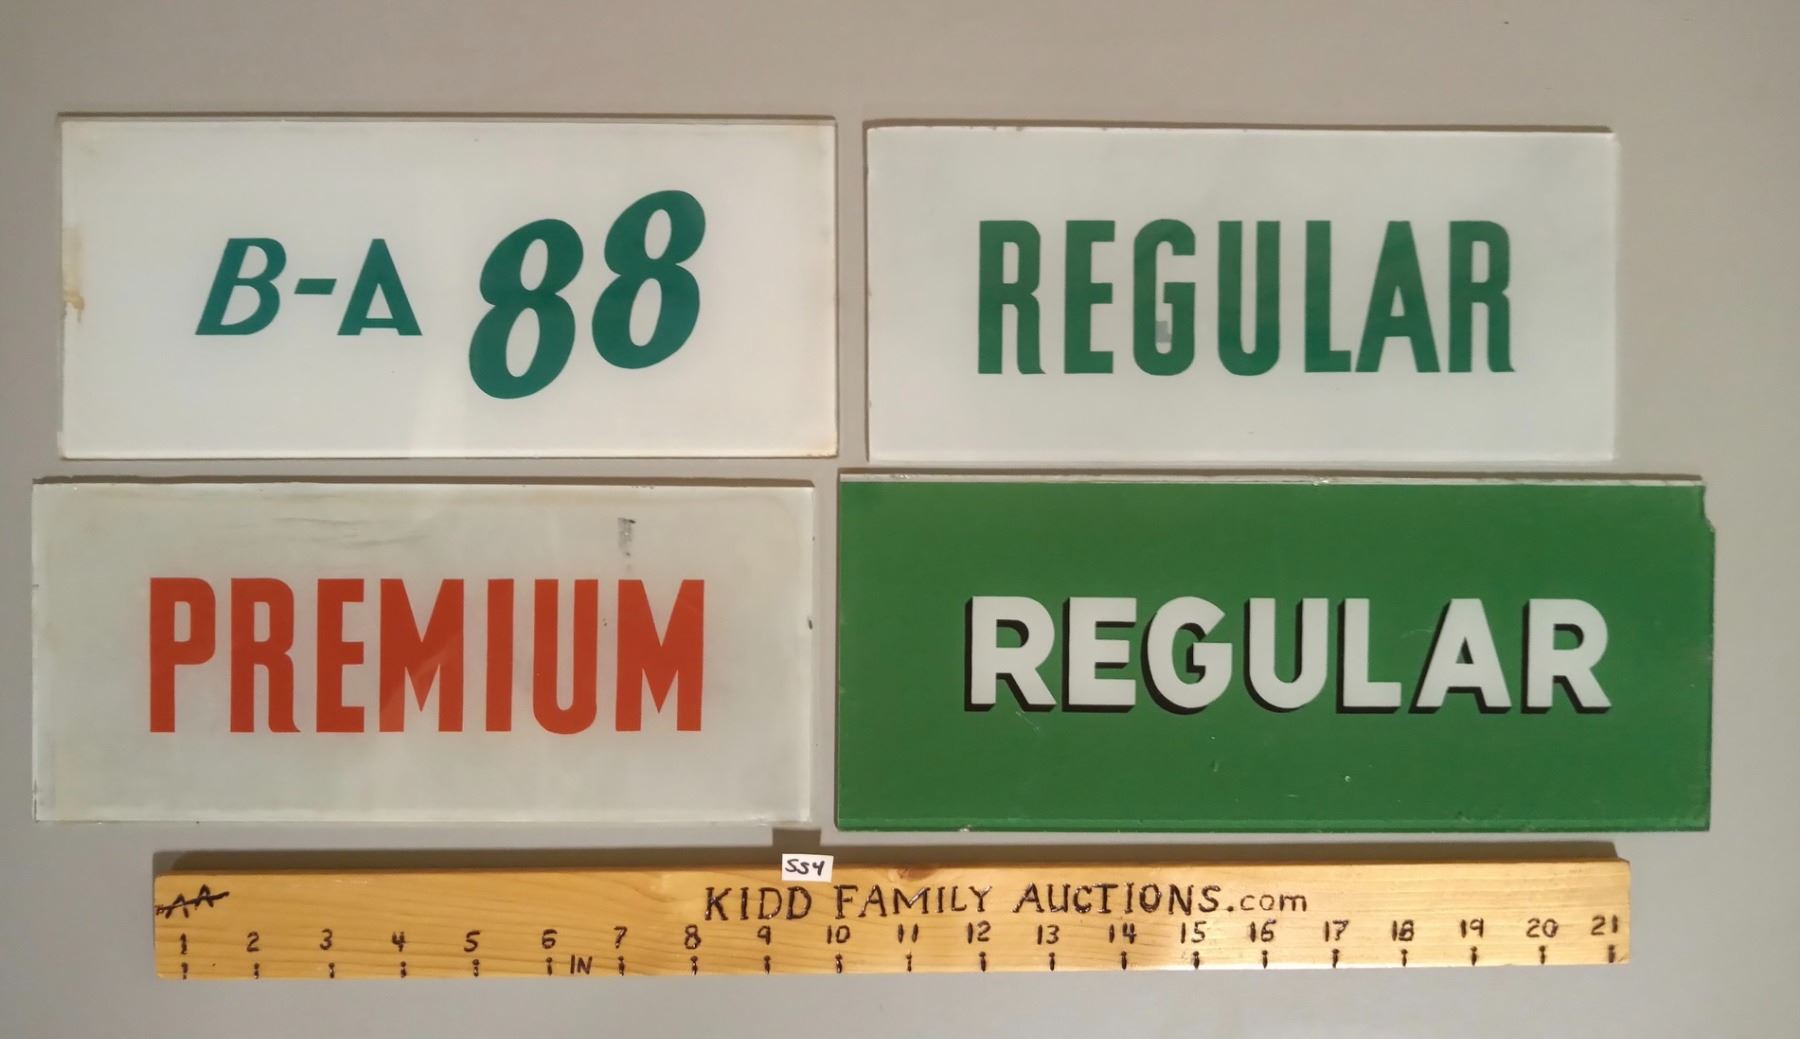 B-A 88
REGULAR
PREMIUM
REGULAR
SS4
AA
KIDD FAMILY AUCTIONS.com
1 2 3 4 5 6 7 8 9 10 11 12 13 14 15 16 17 18 19 20 21
IN